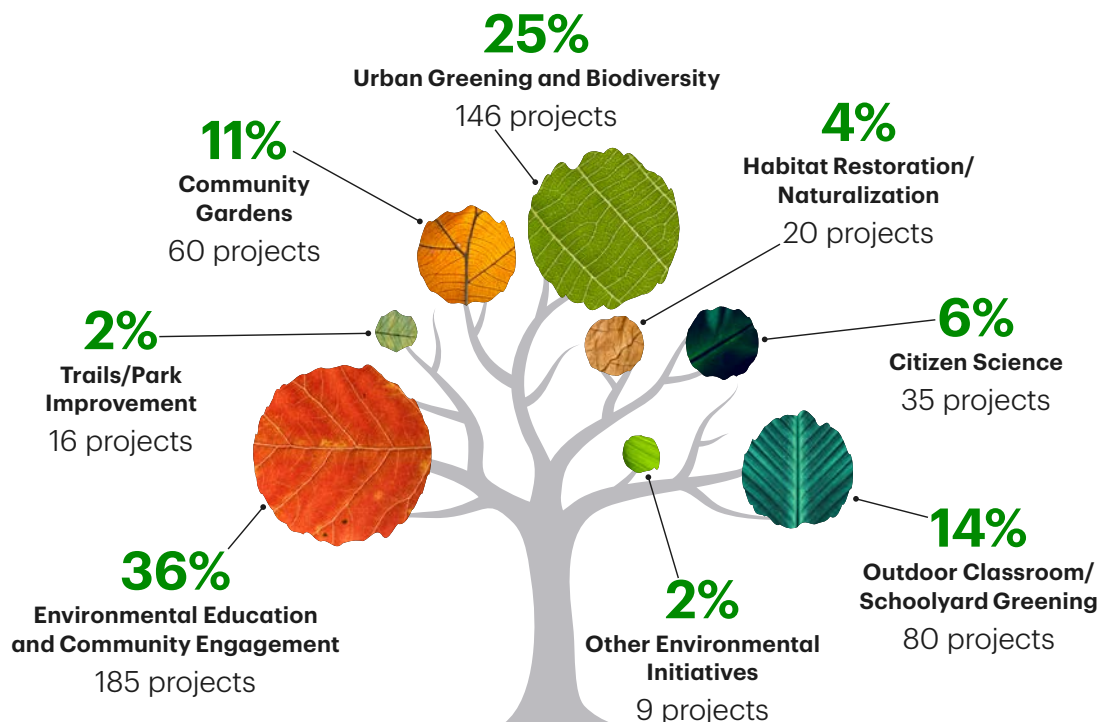 25%
Urban Greening and Biodiversity
146 projects
4%
Habitat Restoration/
Naturalization
20 projects
11%
Community
Gardens
60 projects
2%
Trails/Park
Improvement
16 projects
6%
Citizen Science
35 projects
36%
Environmental Education
and Community Engagement
185 projects
2%
Other Environmental
Initiatives
9 projects
14%
Outdoor Classroom/
Schoolyard Greening
80 projects